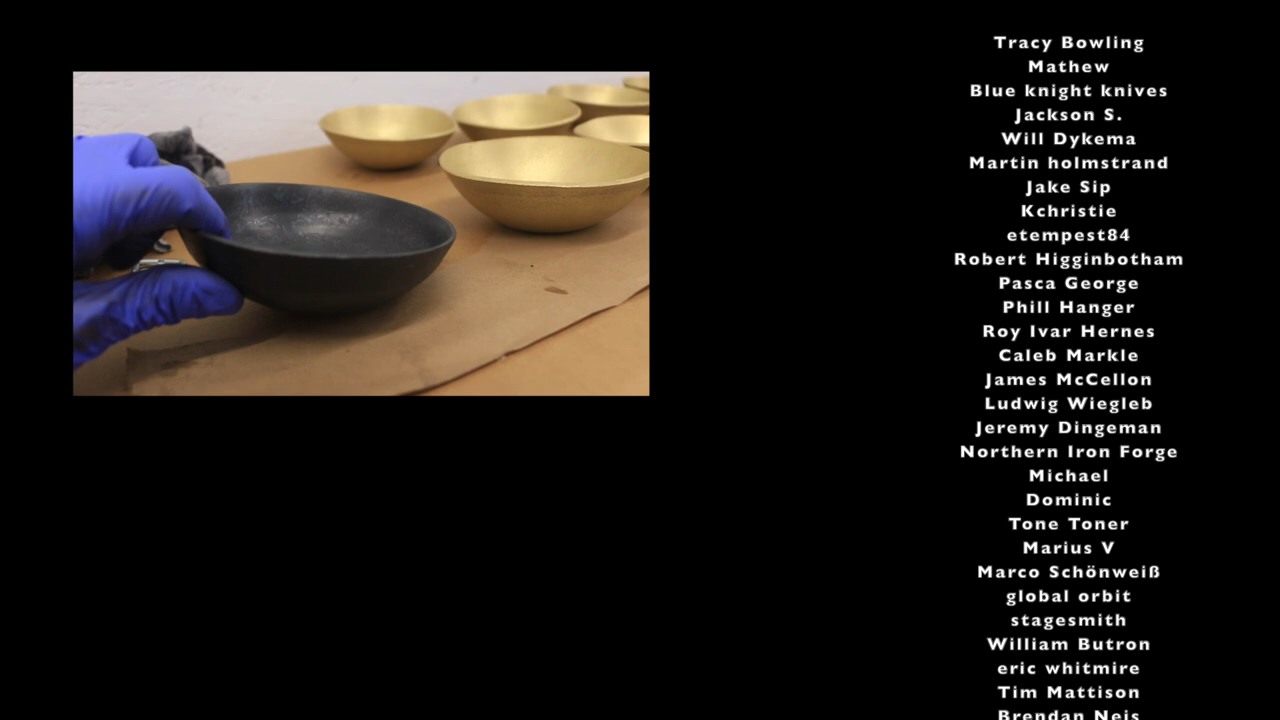 Tracy Bowling
Mathew
Blue knight knives
Jackson S.
Will Dykema
Martin holmstrand
Jake Sip
Kchristie
etempest84
Robert Higginbotham
Pasca George
Phill Hanger
Roy Ivar Hernes
Caleb Markle
James McCellon
Ludwig Wiegleb
Jeremy Dingeman
Northern Iron Forge
Michael
Dominic
Tone Toner
Marius V
Marco Schönweiß
global orbit
stagesmith
William Butron
eric whitmire
Tim Mattison
Brendan Neis